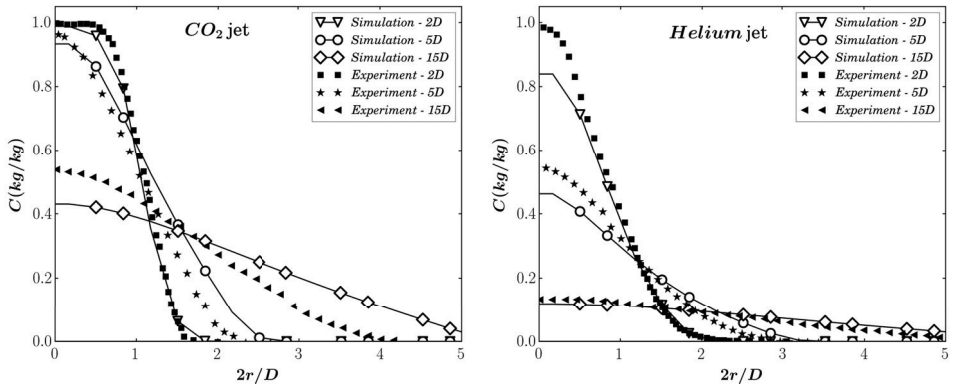 CO2 jet
Simulation - 2D
Simulation - 5D
Simulation - 15D
Experiment - 2D
Experiment - 5D
Experiment - 15D
C(kg/kg)
1.0
0.8
0.6
0.4
0.2
0.0
0 1 2 3 4 5
2r/D
Helium jet
Simulation - 2D
Simulation - 5D
Simulation - 15D
Experiment - 2D
Experiment - 5D
Experiment - 15D
C(kg/kg)
1.0
0.8
0.6
0.4
0.2
0.0
0 1 2 3 4 5
2r/D